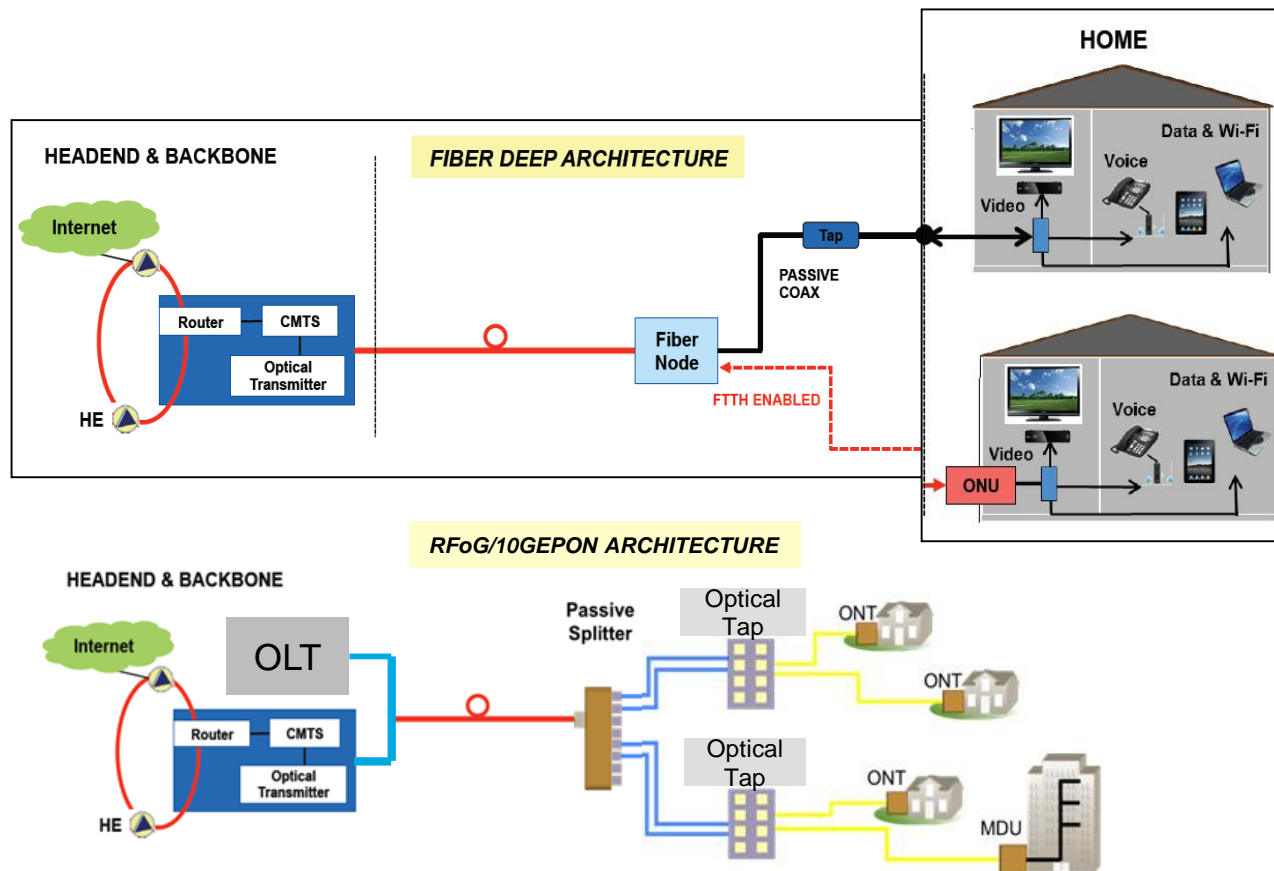 HOME
HEADEND & BACKBONE
FIBER DEEP ARCHITECTURE
Data & Wi-Fi
Voice
Video
Internet
Tap
PASSIVE
COAX
Router
CMTS
Optical
Transmitter
Fiber
Node
HE
FTTH ENABLED
Data & Wi-Fi
Voice
Video
ONU
RFoG/10GEPON ARCHITECTURE
HEADEND & BACKBONE
Internet
OLT
Passive
Splitter
Optical
Tap
ONT
ONT
Router
CMTS
Optical
Transmitter
HE
Optical
Tap
ONT
MDU